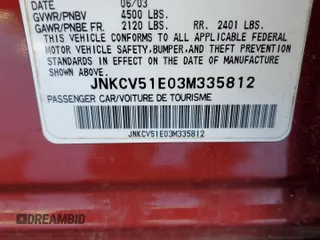 DATE 06/03
GVWR/PNBV 4500 LBS.
GAWR/PNBE FR. 2120 LBS. RR. 2401 LBS.
THIS VEHICLE CONFORMS TO ALL APPLICABLE FEDERAL
MOTOR VEHICLE SAFETY, BUMPER, AND THEFT PREVENTION
STANDARDS IN EFFECT ON THE DATE OF MANUFACTURE
SHOWN ABOVE.
JNKCV51E03M335812
PASSENGER CAR/VOITURE DE TOURISME
JNKCV51E03M335812
DREAMBID